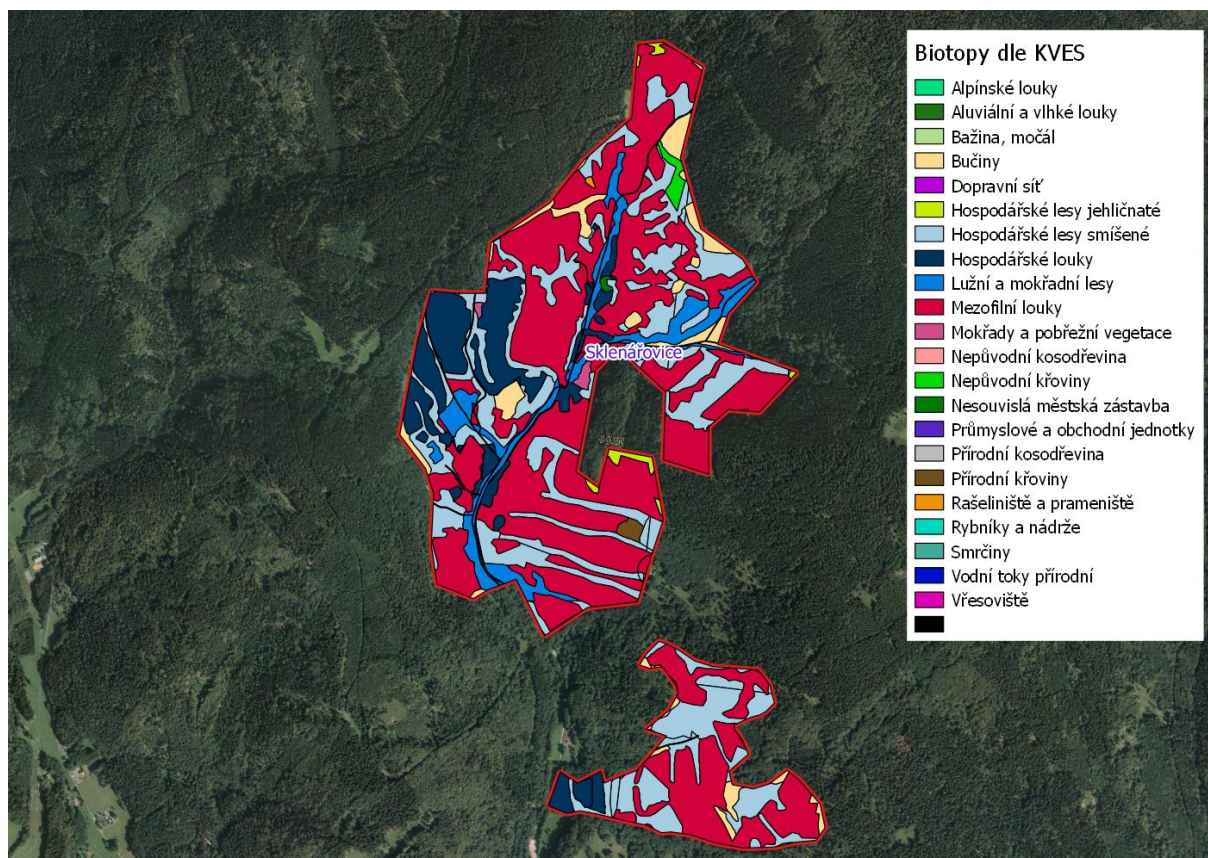 Biotopy dle KVES
Alpínské louky
Aluviální a vlhké louky
Bažina, močál
Bučiny
Dopravní síť
Hospodářské lesy jehličnaté
Hospodářské lesy smíšené
Hospodářské louky
Lužní a mokřadní lesy
Mezofilní louky
Mokřady a pobřežní vegetace
Nepůvodní kosodřevina
Nepůvodní křoviny
Nesouvislá městská zástavba
Průmyslové a obchodní jednotky
Přírodní kosodřevina
Přírodní křoviny
Rašeliniště a prameniště
Rybníky a nádrže
Smrčiny
Vodní toky přírodní
Vřesoviště
Sklenářovice